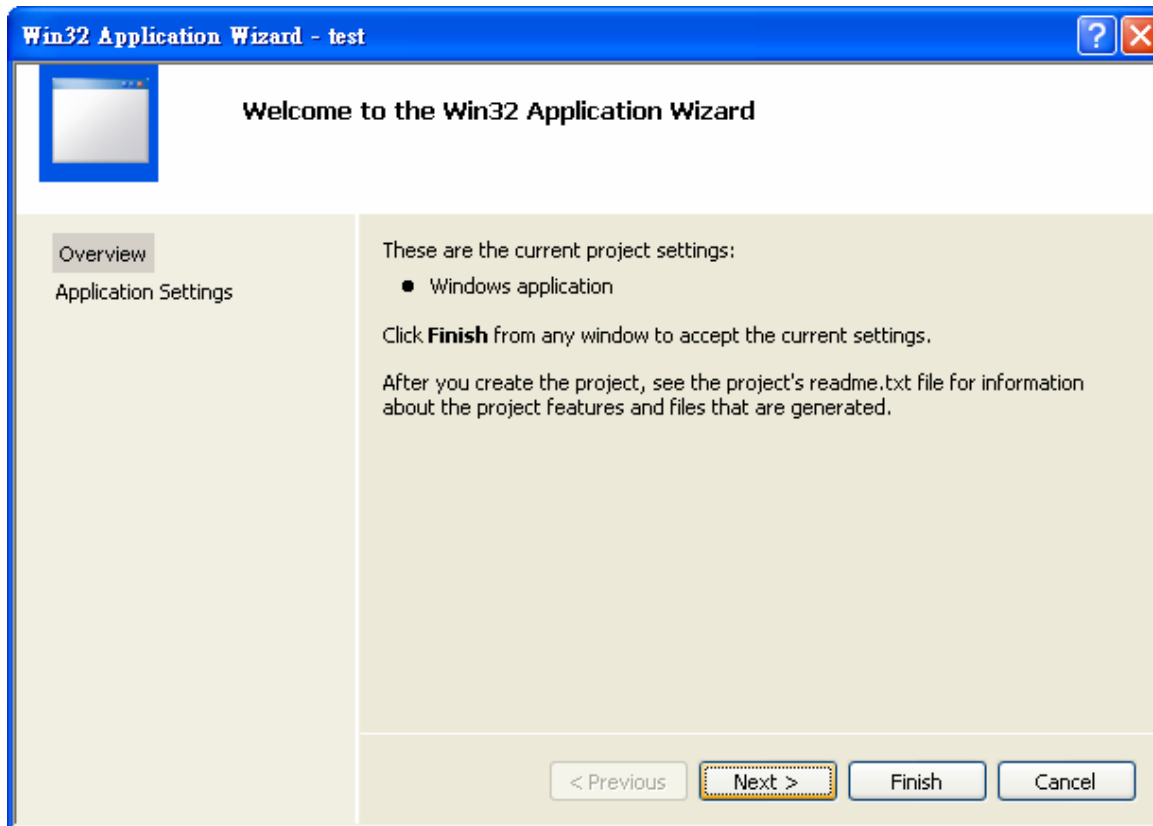 Win32 Application Wizard - test
Welcome to the Win32 Application Wizard
Overview
Application Settings
These are the current project settings:
● Windows application
Click Finish from any window to accept the current settings.
After you create the project, see the project's readme.txt file for information
about the project features and files that are generated.
< Previous
Next >
Finish
Cancel